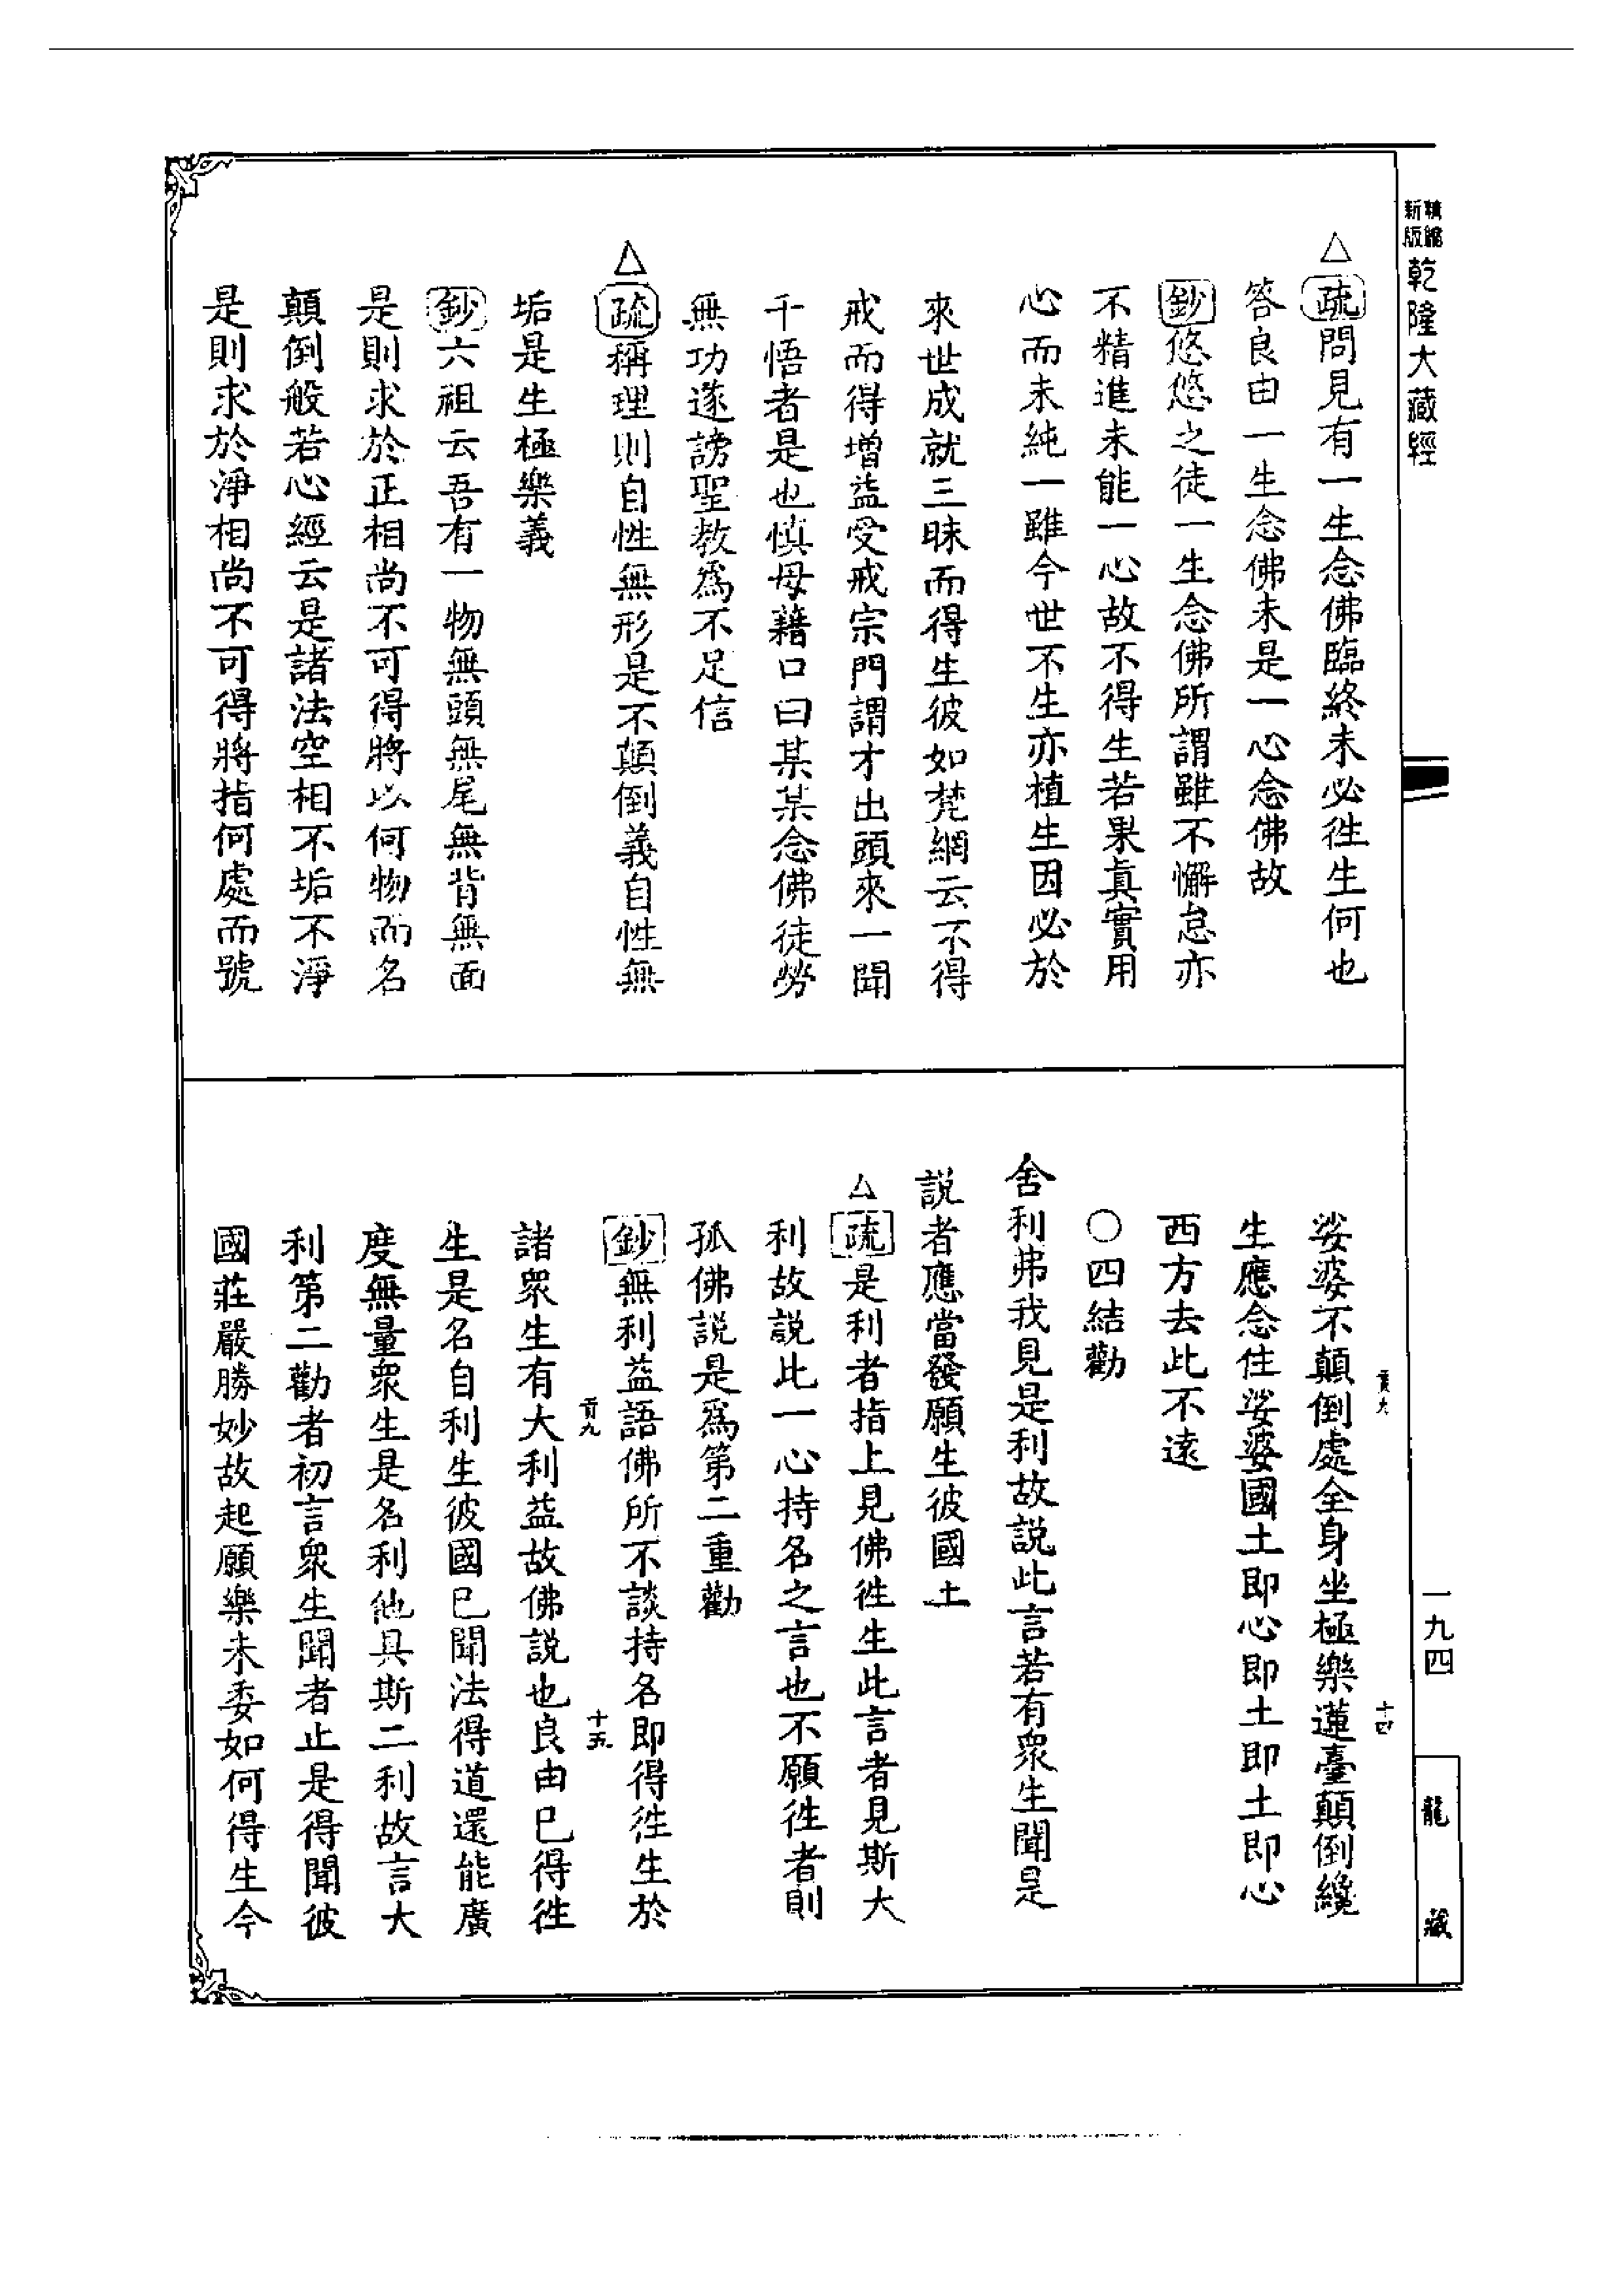 精縮
新版
乾隆大藏經
△疏問見有一生念佛臨終未必徃生何也
答良由一生念佛未是一心念佛故
鈔悠悠之徒一生念佛所謂雖不懈怠亦
不精進未能一心故不得生若果真實用
心而未純一雖今世不生亦植生因必於
來世成就三昧而得生彼如梵網云不得
戒而得增益受戒宗門謂才出頭來一聞
千悟者是也慎毋藉口曰某某念佛徒勞
無功遂謗聖教為不足信
△疏稱理則自性無形是不顛倒義自性無
垢是生極樂義
鈔六祖云吾有一物無頭無尾無背無面
是則求於正相尚不可得將以何物而名
顛倒般若心經云是諸法空相不垢不淨
是則求於淨相尚不可得將指何處而號
娑婆不顛倒處全身坐極樂蓮臺顛倒纔
生應念住娑婆國土即心即土即土即心
西方去此不遠
○四結勸
舍利弗我見是利故說此言若有衆生聞是
說者應當發願生彼國土
△疏是利者指上見佛徃生此言者見斯大
利故說此一心持名之言也不願徃者則
孤佛說是為第二重勸
鈔無利益語佛所不談持名即得徃生於
貢九
十五
諸衆生有大利益故佛說也良由已得徃
生是名自利生彼國已聞法得道還能廣
度無量衆生是名利他具斯二利故言大
利第二勸者初言衆生聞者止是得聞彼
國莊嚴勝妙故起願樂未委如何得生今
十四
一九四
龍藏